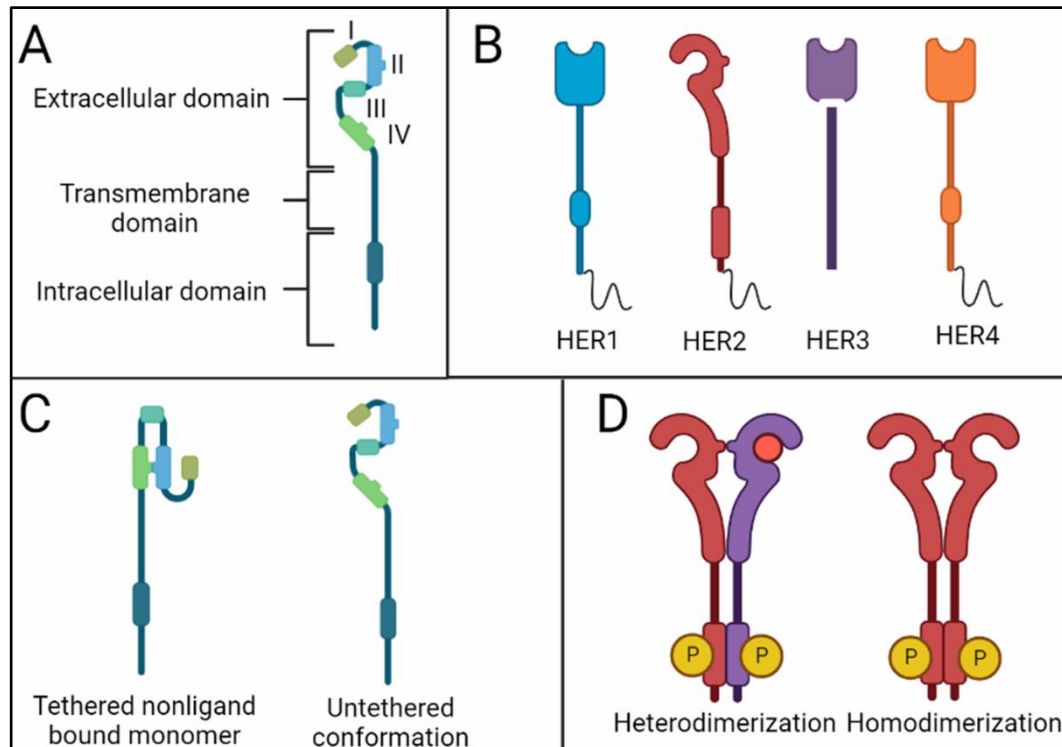 A
I
II
Extracellular domain
III
IV
Transmembrane
domain
Intracellular domain
B
HER1
HER2
HER3
HER4
C
Tethered nonligand
bound monomer
Untethered
conformation
D
P
P
P
P
Heterodimerization
Homodimerization